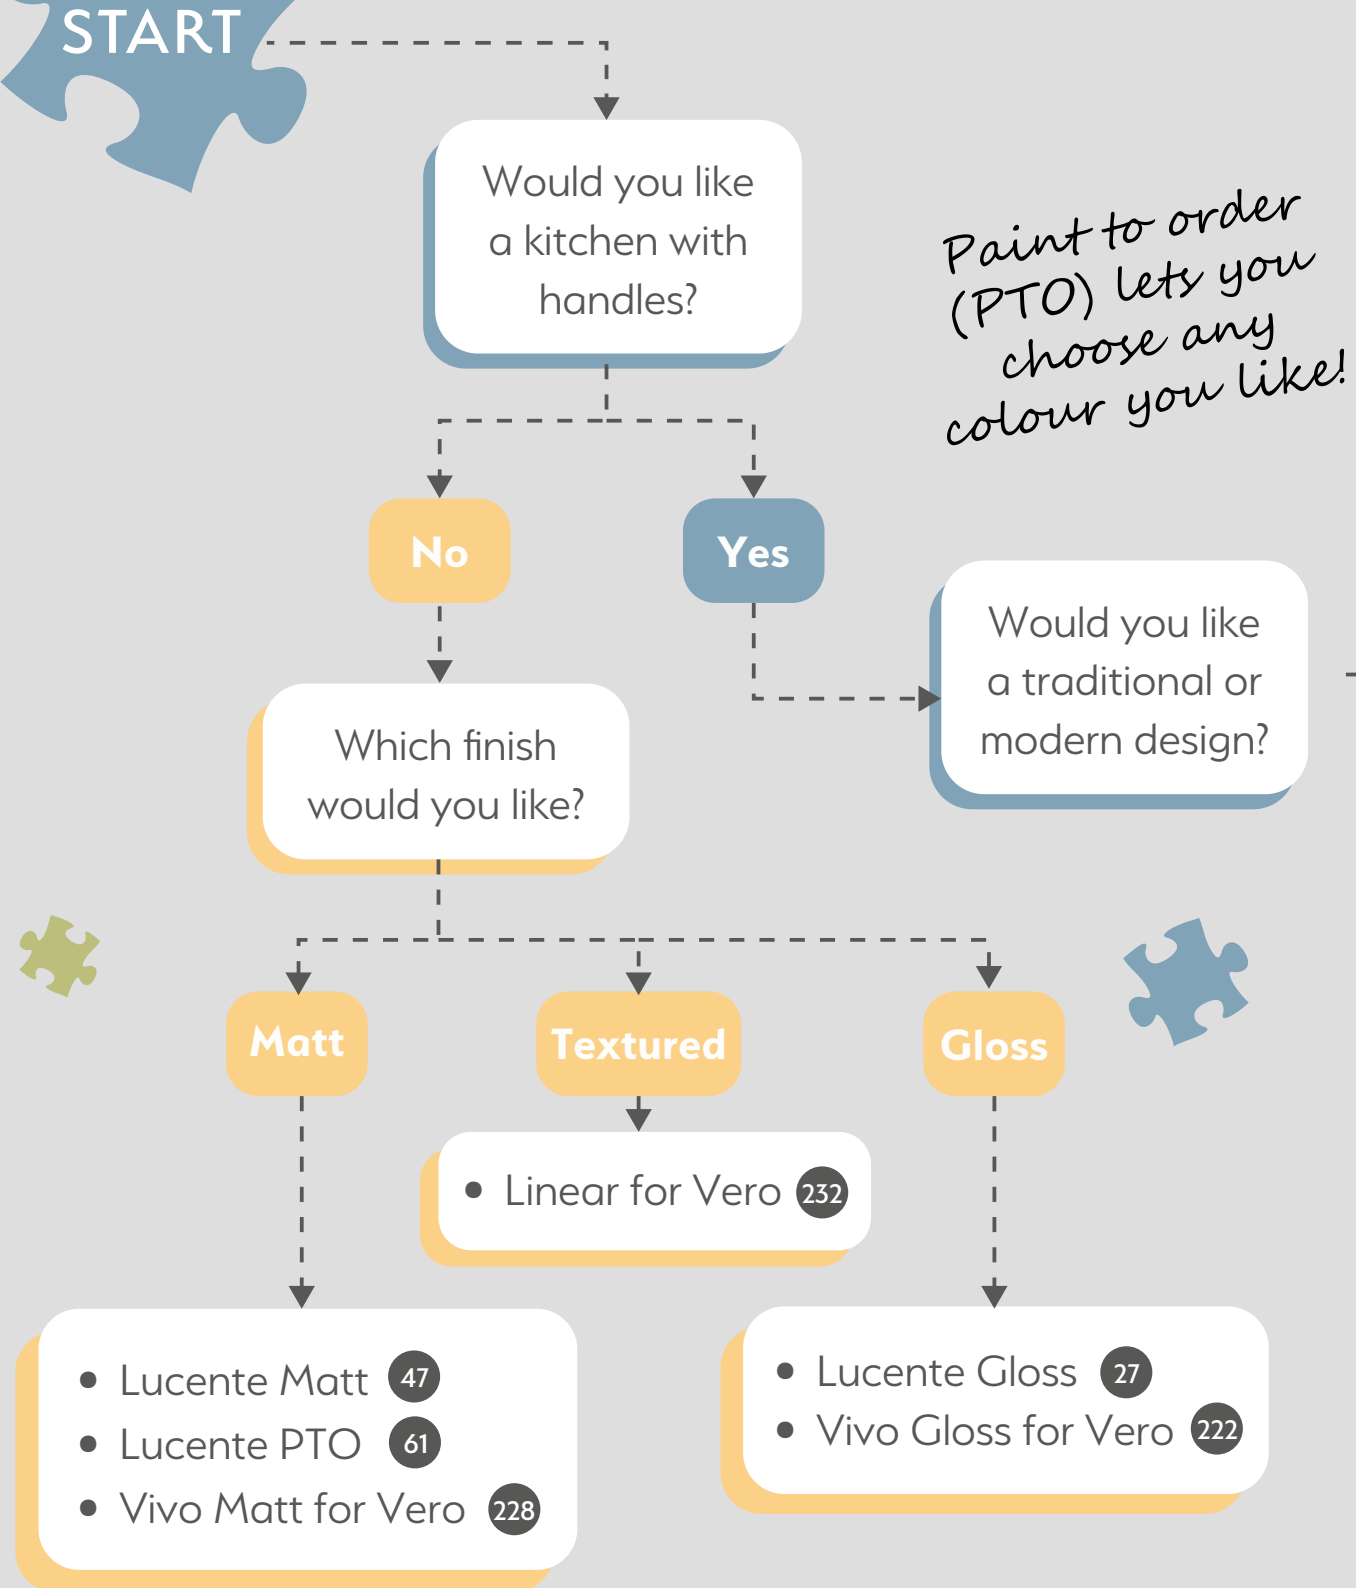 START
Would you like
a kitchen with
handles?
Paint to order
(PTO) lets you
choose any
colour you like!
No
Yes
Would you like
a traditional or
modern design?
Which finish
would you like?
Matt
Textured
Gloss
• Linear for Vero 232
• Lucente Matt 47
• Lucente PTO 61
• Vivo Matt for Vero 228
• Lucente Gloss 27
• Vivo Gloss for Vero 222